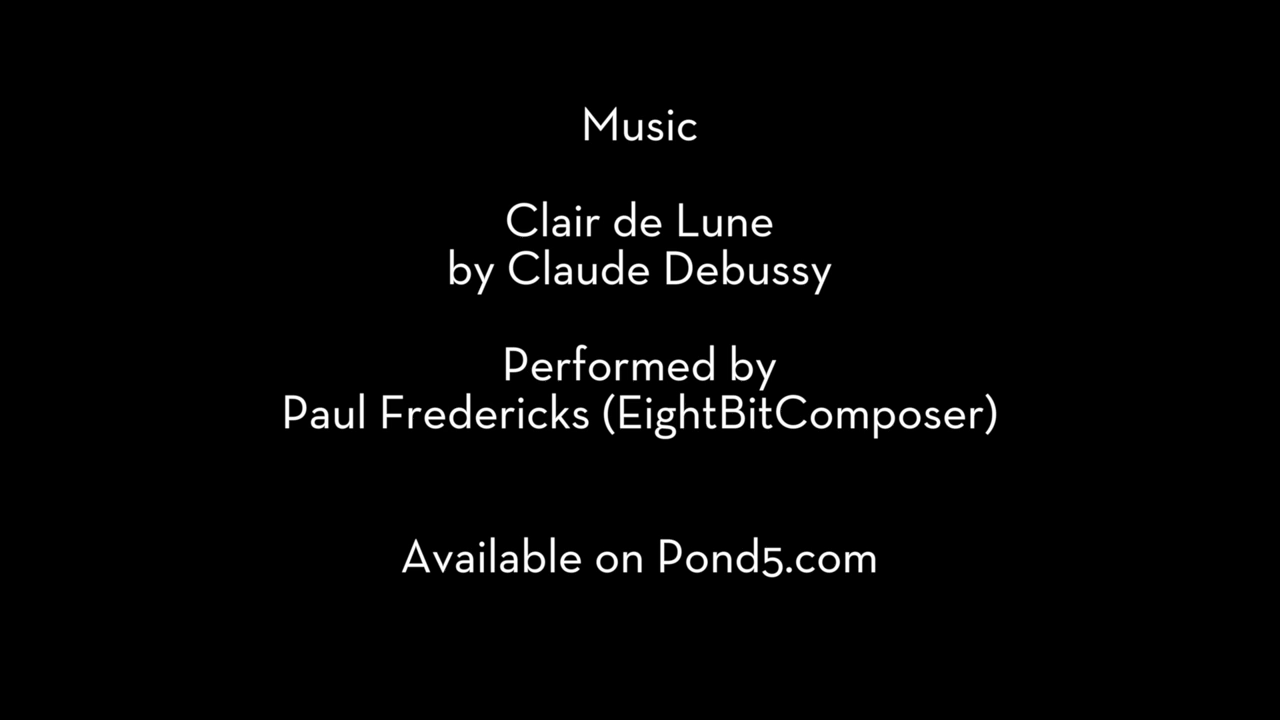 Music
Clair de Lune
by Claude Debussy
Performed by
Paul Fredericks (EightBitComposer)
Available on Pond5.com